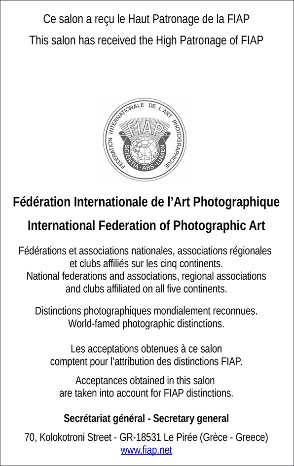 Ce salon a reçu le Haut Patronage de la FIAP
This salon has received the High Patronage of FIAP
FÉDÉRATION INTERNATIONALE DE L'ART PHOTOGRAPHIQUE
FIAP
Fédération Internationale de l'Art Photographique
International Federation of Photographic Art
Fédérations et associations nationales, associations régionales
et clubs affiliés sur les cinq continents.
National federations and associations, regional associations
and clubs affiliated on all five continents.
Distinctions photographiques mondialement reconnues.
World-famed photographic distinctions.
Les acceptations obtenues à ce salon
comptent pour l'attribution des distinctions FIAP.
Acceptances obtained in this salon
are taken into account for FIAP distinctions.
Secrétariat général - Secretary general
70, Kolokotroni Street - GR-18531 Le Pirée (Grèce - Greece)
www.fiap.net